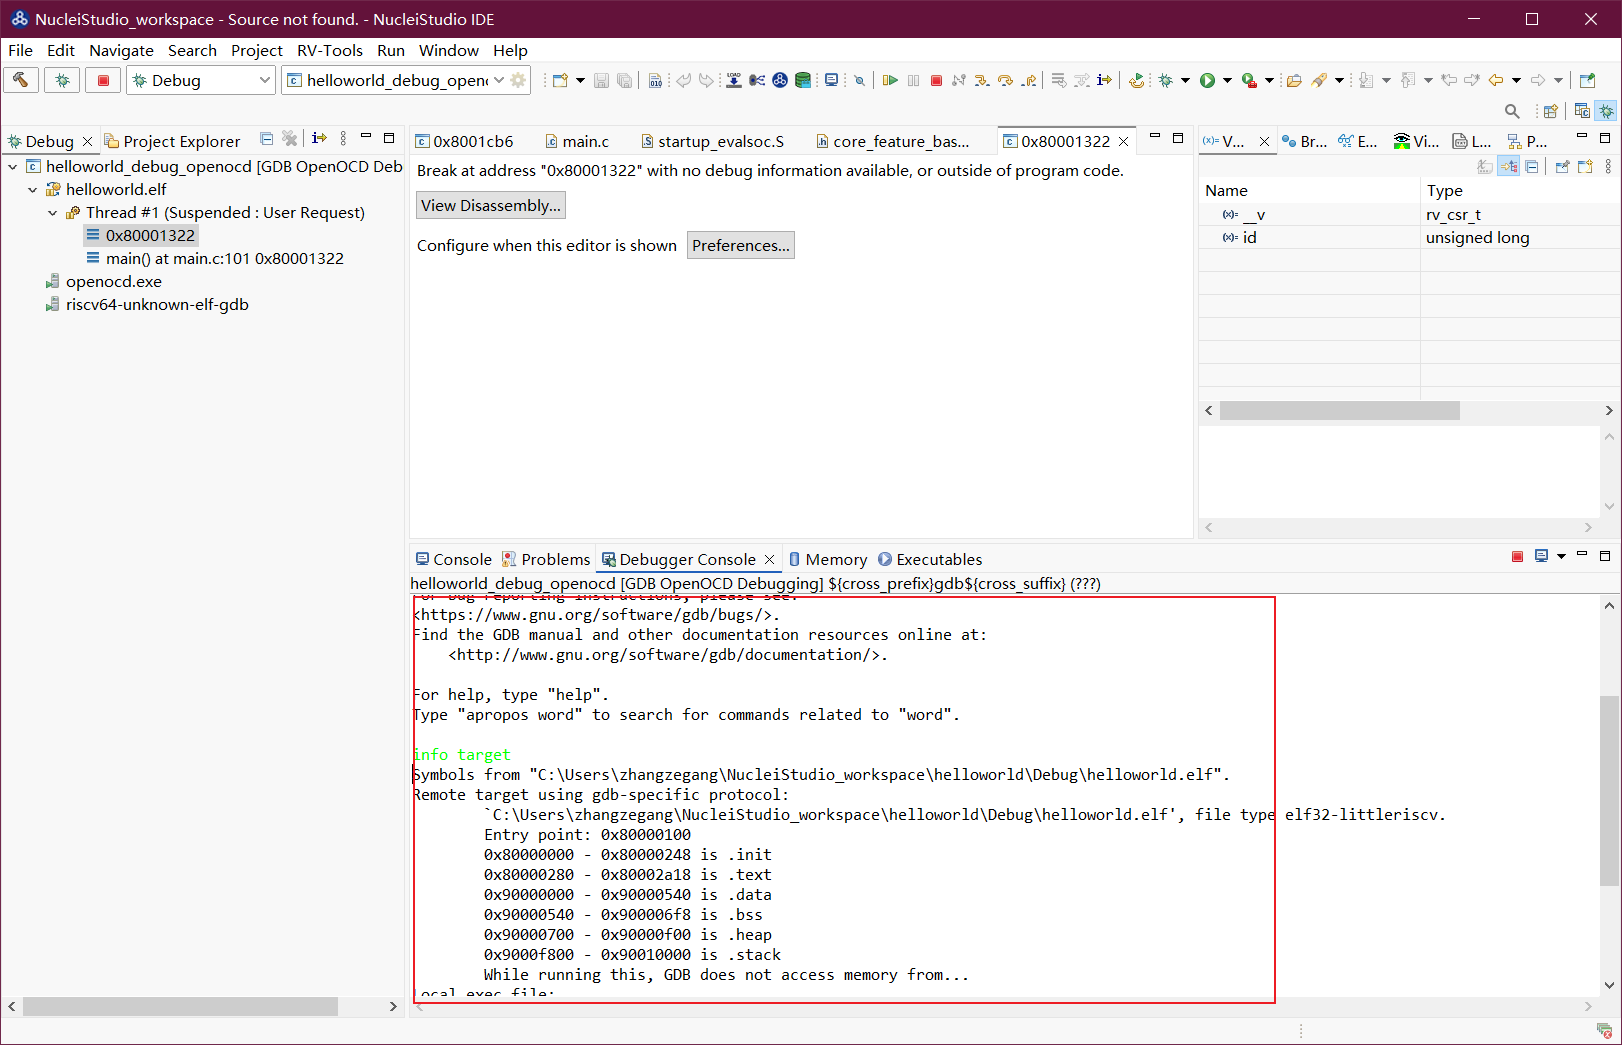 NucleiStudio_workspace - Source not found. - NucleiStudio IDE
File Edit Navigate Search Project RV-Tools Run Window Help
Debug helloworld_debug_openc
Debug Project Explorer
helloworld_debug_openocd [GDB OpenOCD Deb
helloworld.elf
Thread #1 (Suspended : User Request)
0x80001322
main() at main.c:101 0x80001322
openocd.exe
riscv64-unknown-elf-gdb
0x8001cb6 main.c startup_evalsoc.S core_feature_bas... 0x80001322
Break at address "0x80001322" with no debug information available, or outside of program code.
View Disassembly...
Configure when this editor is shown Preferences...
V... Br... E... Vi... L... P...
Name Type
__v rv_csr_t
id unsigned long
Console Problems Debugger Console Memory Executables
helloworld_debug_openocd [GDB OpenOCD Debugging] ${cross_prefix}gdb${cross_suffix} (???)
For bug reporting instructions, please see:
<https://www.gnu.org/software/gdb/bugs/>.
Find the GDB manual and other documentation resources online at:
<http://www.gnu.org/software/gdb/documentation/>.
For help, type "help".
Type "apropos word" to search for commands related to "word".
info target
Symbols from "C:\Users\zhangzegang\NucleiStudio_workspace\helloworld\Debug\helloworld.elf".
Remote target using gdb-specific protocol:
`C:\Users\zhangzegang\NucleiStudio_workspace\helloworld\Debug\helloworld.elf', file type elf32-littleriscv.
Entry point: 0x80000100
0x80000000 - 0x80000248 is .init
0x80000280 - 0x80002a18 is .text
0x90000000 - 0x90000540 is .data
0x90000540 - 0x900006f8 is .bss
0x90000700 - 0x90000f00 is .heap
0x9000f800 - 0x90010000 is .stack
While running this, GDB does not access memory from...
Local exec file: